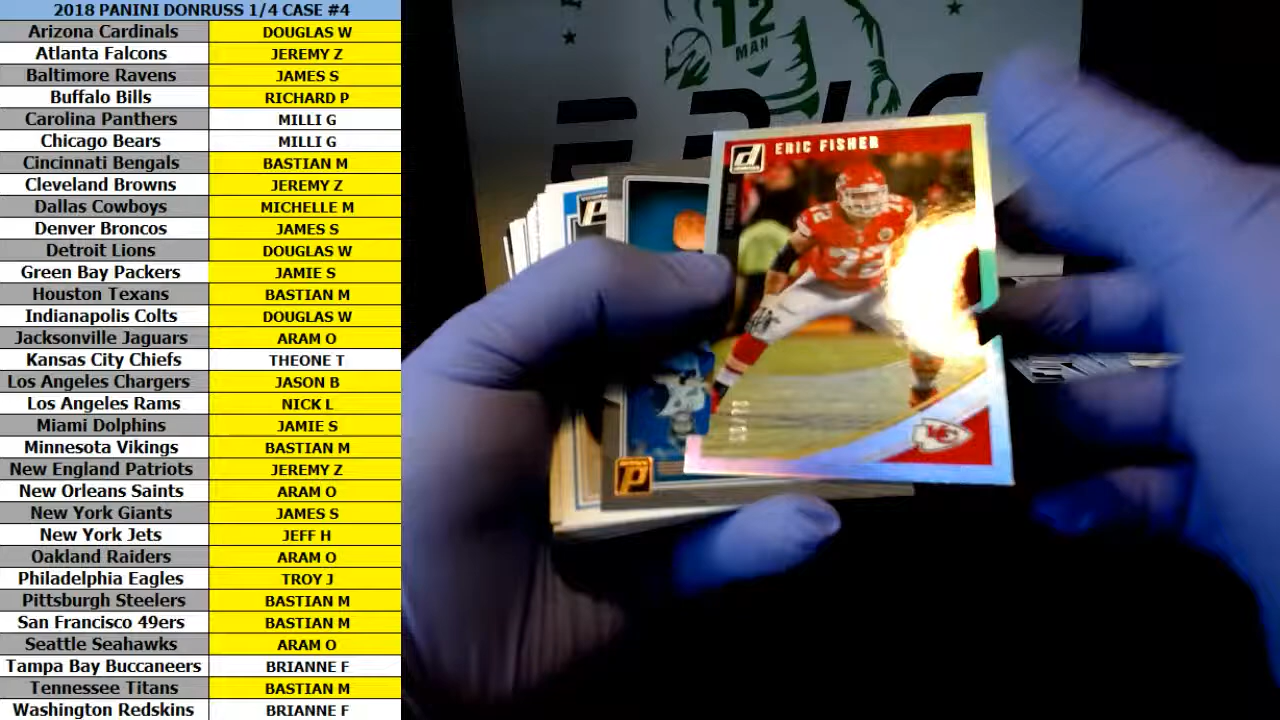 2018 PANINI DONRUSS 1/4 CASE #4
Arizona Cardinals DOUGLAS W
Atlanta Falcons JEREMY Z
Baltimore Ravens JAMES S
Buffalo Bills RICHARD P
Carolina Panthers MILLI G
Chicago Bears MILLI G
Cincinnati Bengals BASTIAN M
Cleveland Browns JEREMY Z
Dallas Cowboys MICHELLE M
Denver Broncos JAMES S
Detroit Lions DOUGLAS W
Green Bay Packers JAMIE S
Houston Texans BASTIAN M
Indianapolis Colts DOUGLAS W
Jacksonville Jaguars ARAM O
Kansas City Chiefs THEONE T
Los Angeles Chargers JASON B
Los Angeles Rams NICK L
Miami Dolphins JAMIE S
Minnesota Vikings BASTIAN M
New England Patriots JEREMY Z
New Orleans Saints ARAM O
New York Giants JAMES S
New York Jets JEFF H
Oakland Raiders ARAM O
Philadelphia Eagles TROY J
Pittsburgh Steelers BASTIAN M
San Francisco 49ers BASTIAN M
Seattle Seahawks ARAM O
Tampa Bay Buccaneers BRIANNE F
Tennessee Titans BASTIAN M
Washington Redskins BRIANNE F
12
MAN
ERIC FISHER
PRESS PROOF
72
KC
P